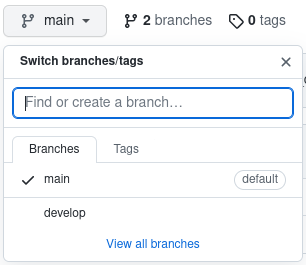 main 2 branches 0 tags
Switch branches/tags
Find or create a branch…
Branches Tags
main default
develop
View all branches